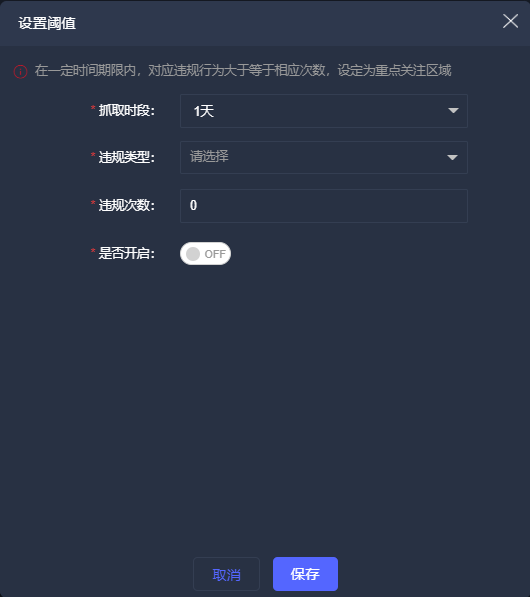 设置阈值
在一定时间期限内，对应违规行为大于等于相应次数，设定为重点关注区域
* 抓取时段： 1天
* 违规类型： 请选择
* 违规次数： 0
* 是否开启： OFF
取消 保存